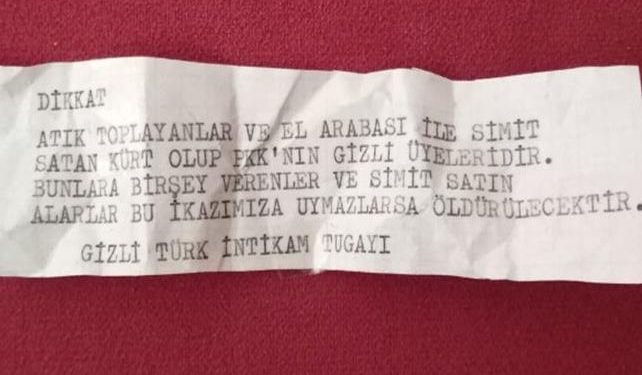 DİKKAT
ATIK TOPLAYANLAR VE EL ARABASI İLE SİMİT
SATAN KÜRT OLUP PKK'NIN GİZLİ ÜYELERİDİR.
BUNLARA BİRŞEY VERENLER VE SİMİT SATIN
ALARLAR BU İKAZIMIZA UYMAZLARSA ÖLDÜRÜLECEKTİR.
GİZLİ TÜRK İNTİKAM TUGAYI